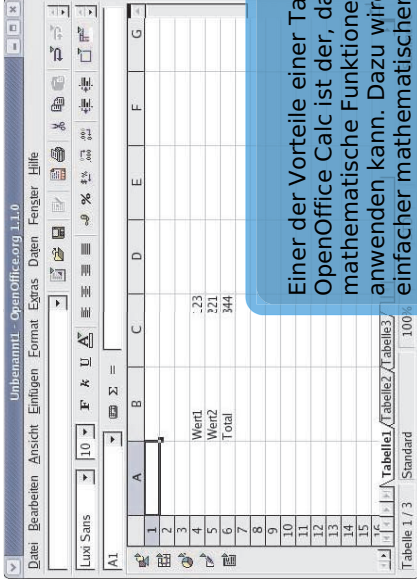 Unbenannt1 - OpenOffice.org 1.1.0
Datei Bearbeiten Ansicht Einfügen Format Extras Daten Fenster Hilfe
Luxi Sans 10 F K U A
A1 Σ =
A B C D E F G
1
2
3
4 Wert1 123
5 Wert2 221
6 Total 344
7
8
9
10
11
12
13
14
15
16
Tabelle1 Tabelle2 Tabelle3
Tabelle 1 / 3 Standard 100%
Einer der Vorteile einer Ta
OpenOffice Calc ist der, da
mathematische Funktione
anwenden kann. Dazu wird
einfacher mathematischer